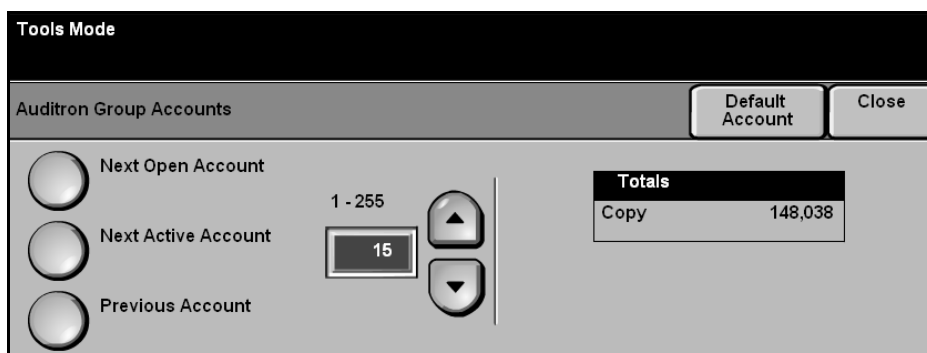 Tools Mode
Auditron Group Accounts
Default
Account
Close
Next Open Account
Next Active Account
Previous Account
1 - 255
15
Totals
Copy 148,038